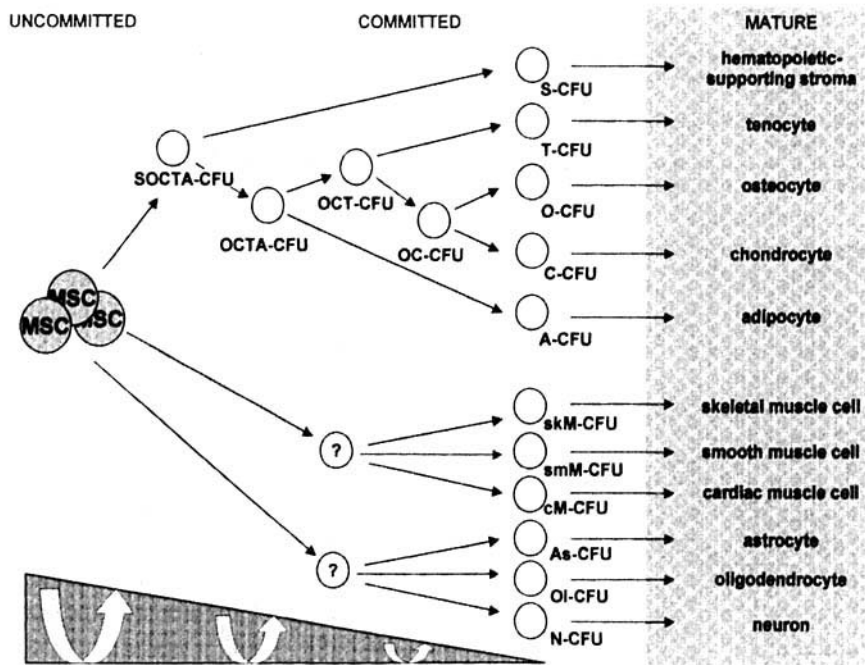 UNCOMMITTED
COMMITTED
MATURE
S-CFU
hematopoietic-
supporting stroma
T-CFU
tenocyte
SOCTA-CFU
OCT-CFU
O-CFU
osteocyte
OCTA-CFU
OC-CFU
C-CFU
chondrocyte
MSC
MSC
MSC
A-CFU
adipocyte
skM-CFU
skeletal muscle cell
?
smM-CFU
smooth muscle cell
cM-CFU
cardiac muscle cell
As-CFU
astrocyte
?
Ol-CFU
oligodendrocyte
N-CFU
neuron